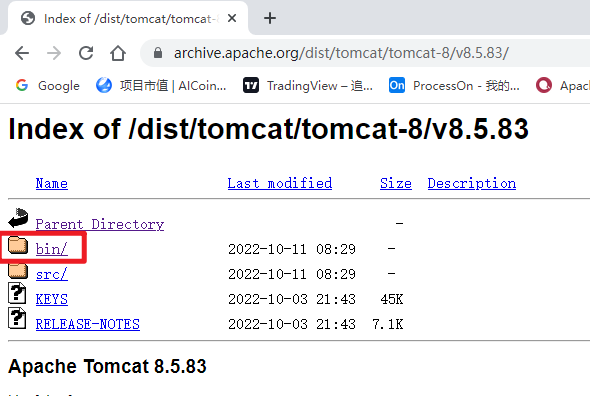 Index of /dist/tomcat/tomcat-8/
archive.apache.org/dist/tomcat/tomcat-8/v8.5.83/
Google 项目市值 | AICoin... TradingView – 追... On ProcessOn - 我的... Apac
Index of /dist/tomcat/tomcat-8/v8.5.83
Name Last modified Size Description
Parent Directory -
bin/ 2022-10-11 08:29 -
src/ 2022-10-11 08:29 -
KEYS 2022-10-03 21:43 45K
RELEASE-NOTES 2022-10-03 21:43 7.1K
Apache Tomcat 8.5.83